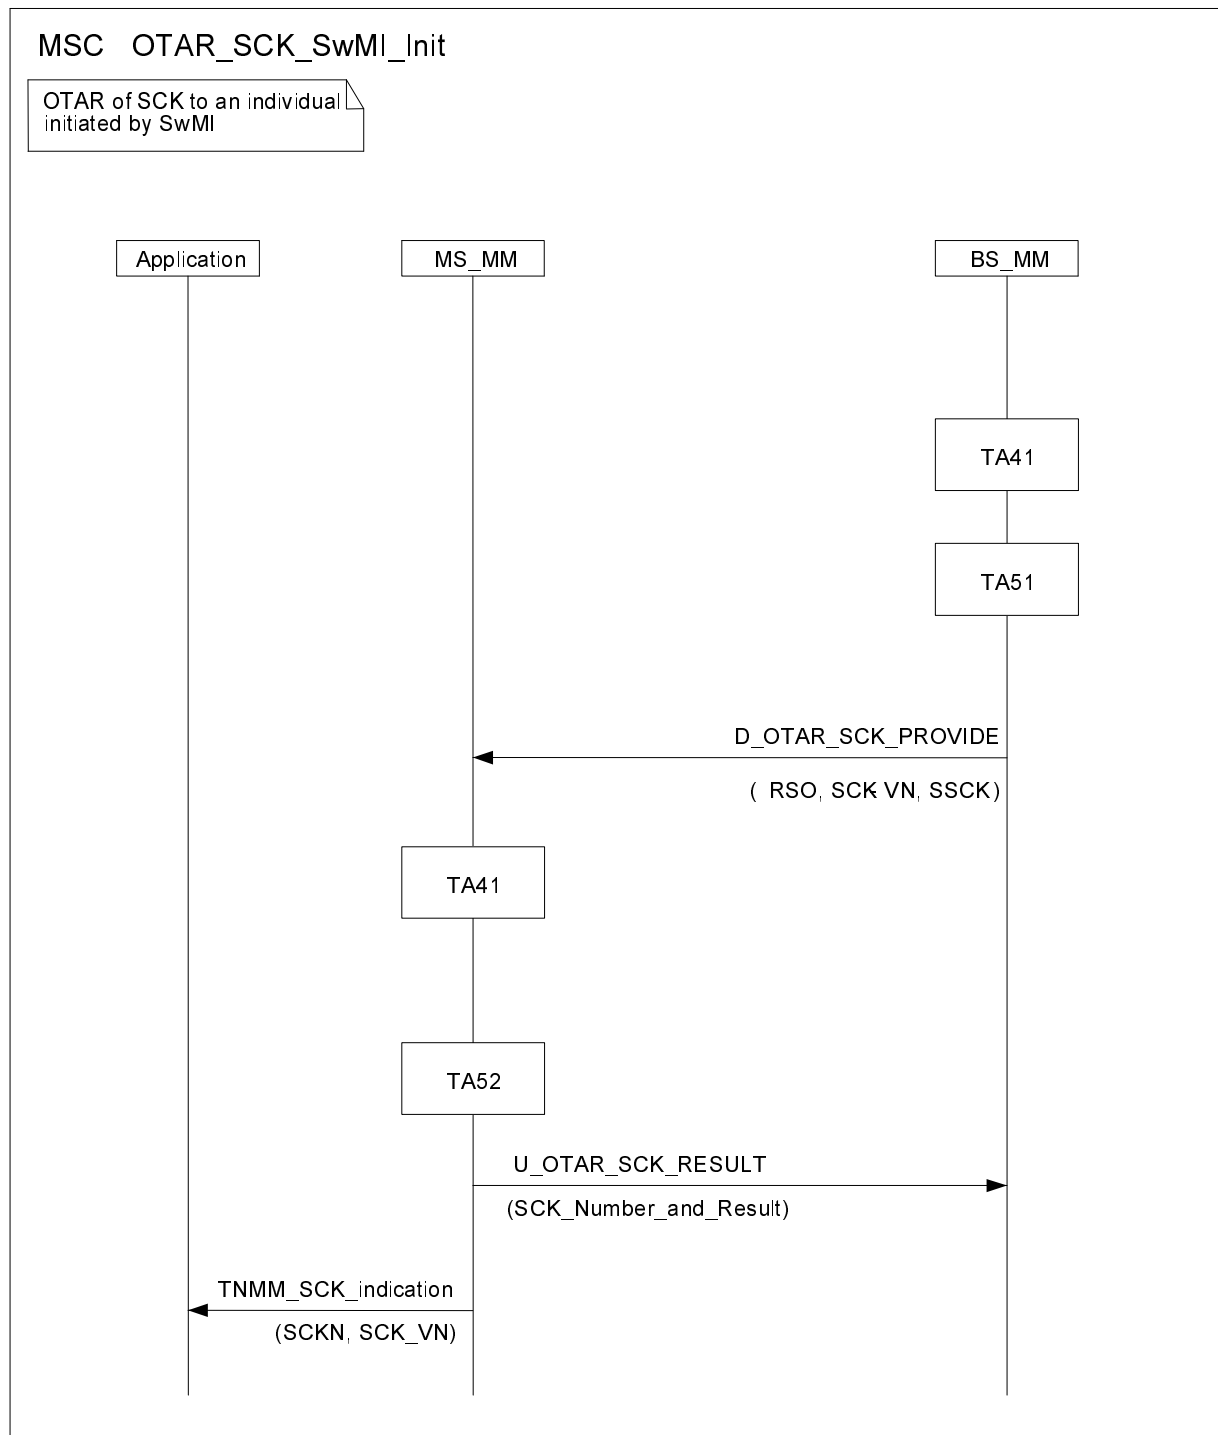 MSC OTAR_SCK_SwMI_Init
OTAR of SCK to an individual
initiated by SwMI
Application
MS_MM
BS_MM
TA41
TA51
D_OTAR_SCK_PROVIDE
( RSO, SCK-VN, SSCK)
TA41
TA52
U_OTAR_SCK_RESULT
(SCK_Number_and_Result)
TNMM_SCK_indication
(SCKN, SCK_VN)